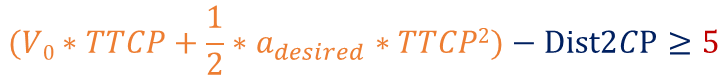 (V₀ * TTCP + 1/2 * a_desired * TTCP²) − Dist2CP ≥ 5